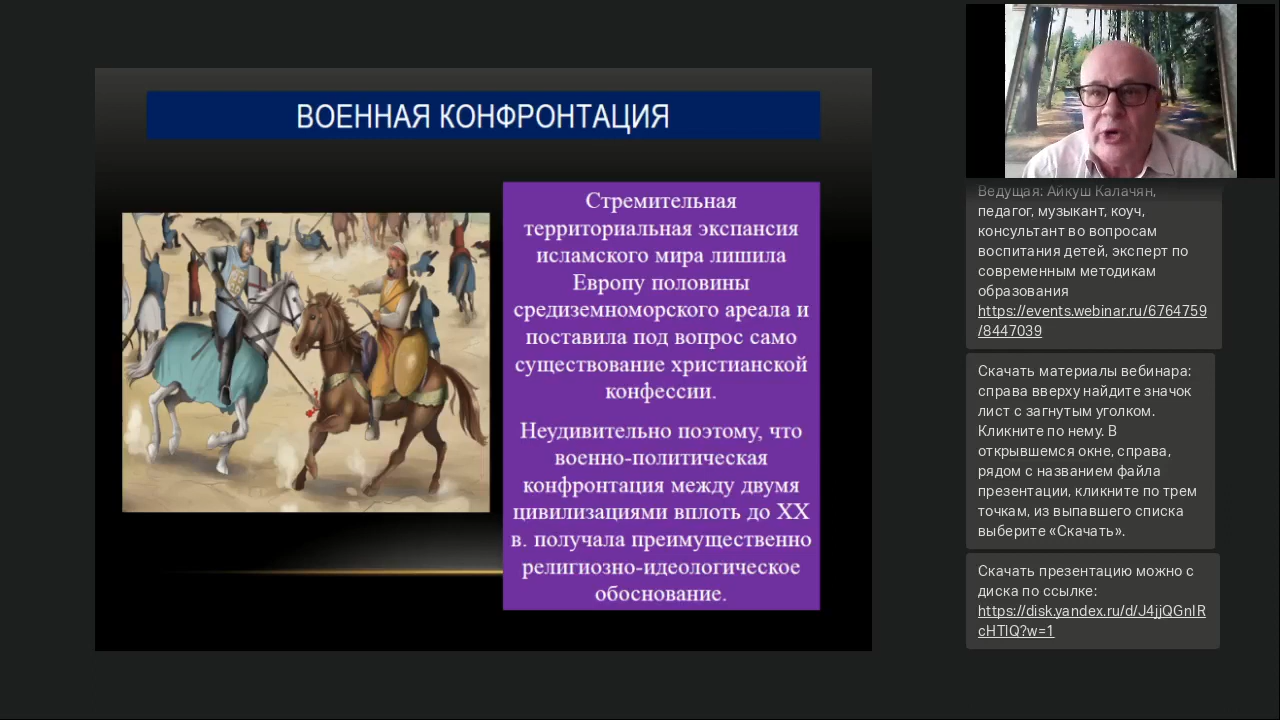 ВОЕННАЯ КОНФРОНТАЦИЯ
Стремительная
территориальная экспансия
исламского мира лишила
Европу половины
средиземноморского ареала и
поставила под вопрос само
существование христианской
конфессии.
Неудивительно поэтому, что
военно-политическая
конфронтация между двумя
цивилизациями вплоть до XX
в. получала преимущественно
религиозно-идеологическое
обоснование.
Ведущая: Айкуш Калачян,
педагог, музыкант, коуч,
консультант во вопросам
воспитания детей, эксперт по
современным методикам
образования
https://events.webinar.ru/6764759
/8447039
Скачать материалы вебинара:
справа вверху найдите значок
лист с загнутым уголком.
Кликните по нему. В
открывшемся окне, справа,
рядом с названием файла
презентации, кликните по трем
точкам, из выпавшего списка
выберите «Скачать».
Скачать презентацию можно с
диска по ссылке:
https://disk.yandex.ru/d/J4jjQGnIR
cHTlQ?w=1